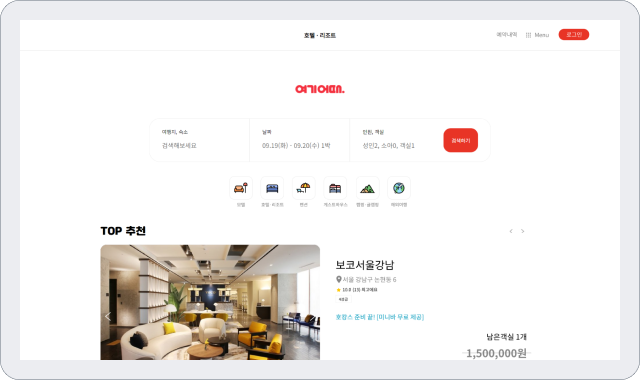 호텔 · 리조트
예약내역
Menu
로그인
여기어때.
여행지, 숙소
검색해보세요
날짜
09.19(화) - 09.20(수) 1박
인원, 객실
성인2, 소아0, 객실1
검색하기
모텔
호텔·리조트
펜션
게스트하우스
캠핑·글램핑
해외여행
TOP 추천
보코서울강남
서울 강남구 논현동 6
호캉스 준비 끝! [미니바 무료 제공]
남은객실 1개
1,500,000원